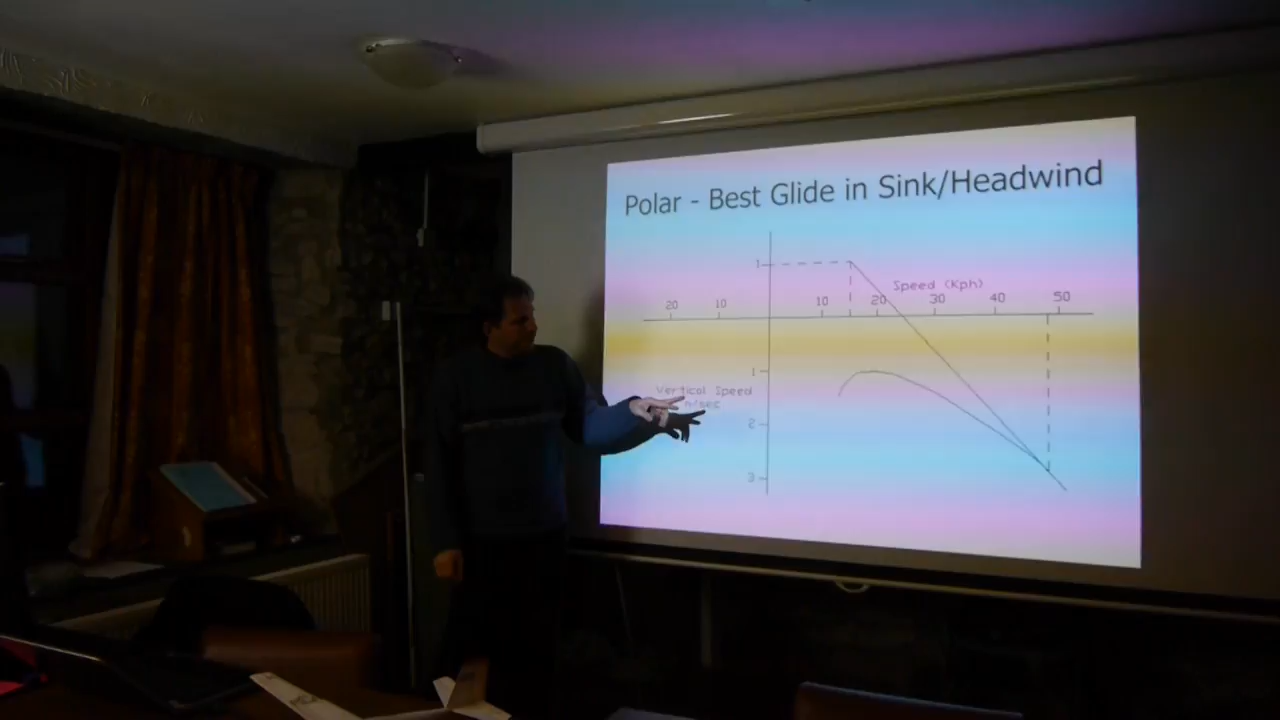 Polar - Best Glide in Sink/Headwind
1
Speed (Kph)
20 10 10 20 30 40 50
1
Vertical Speed
m/sec
2
3